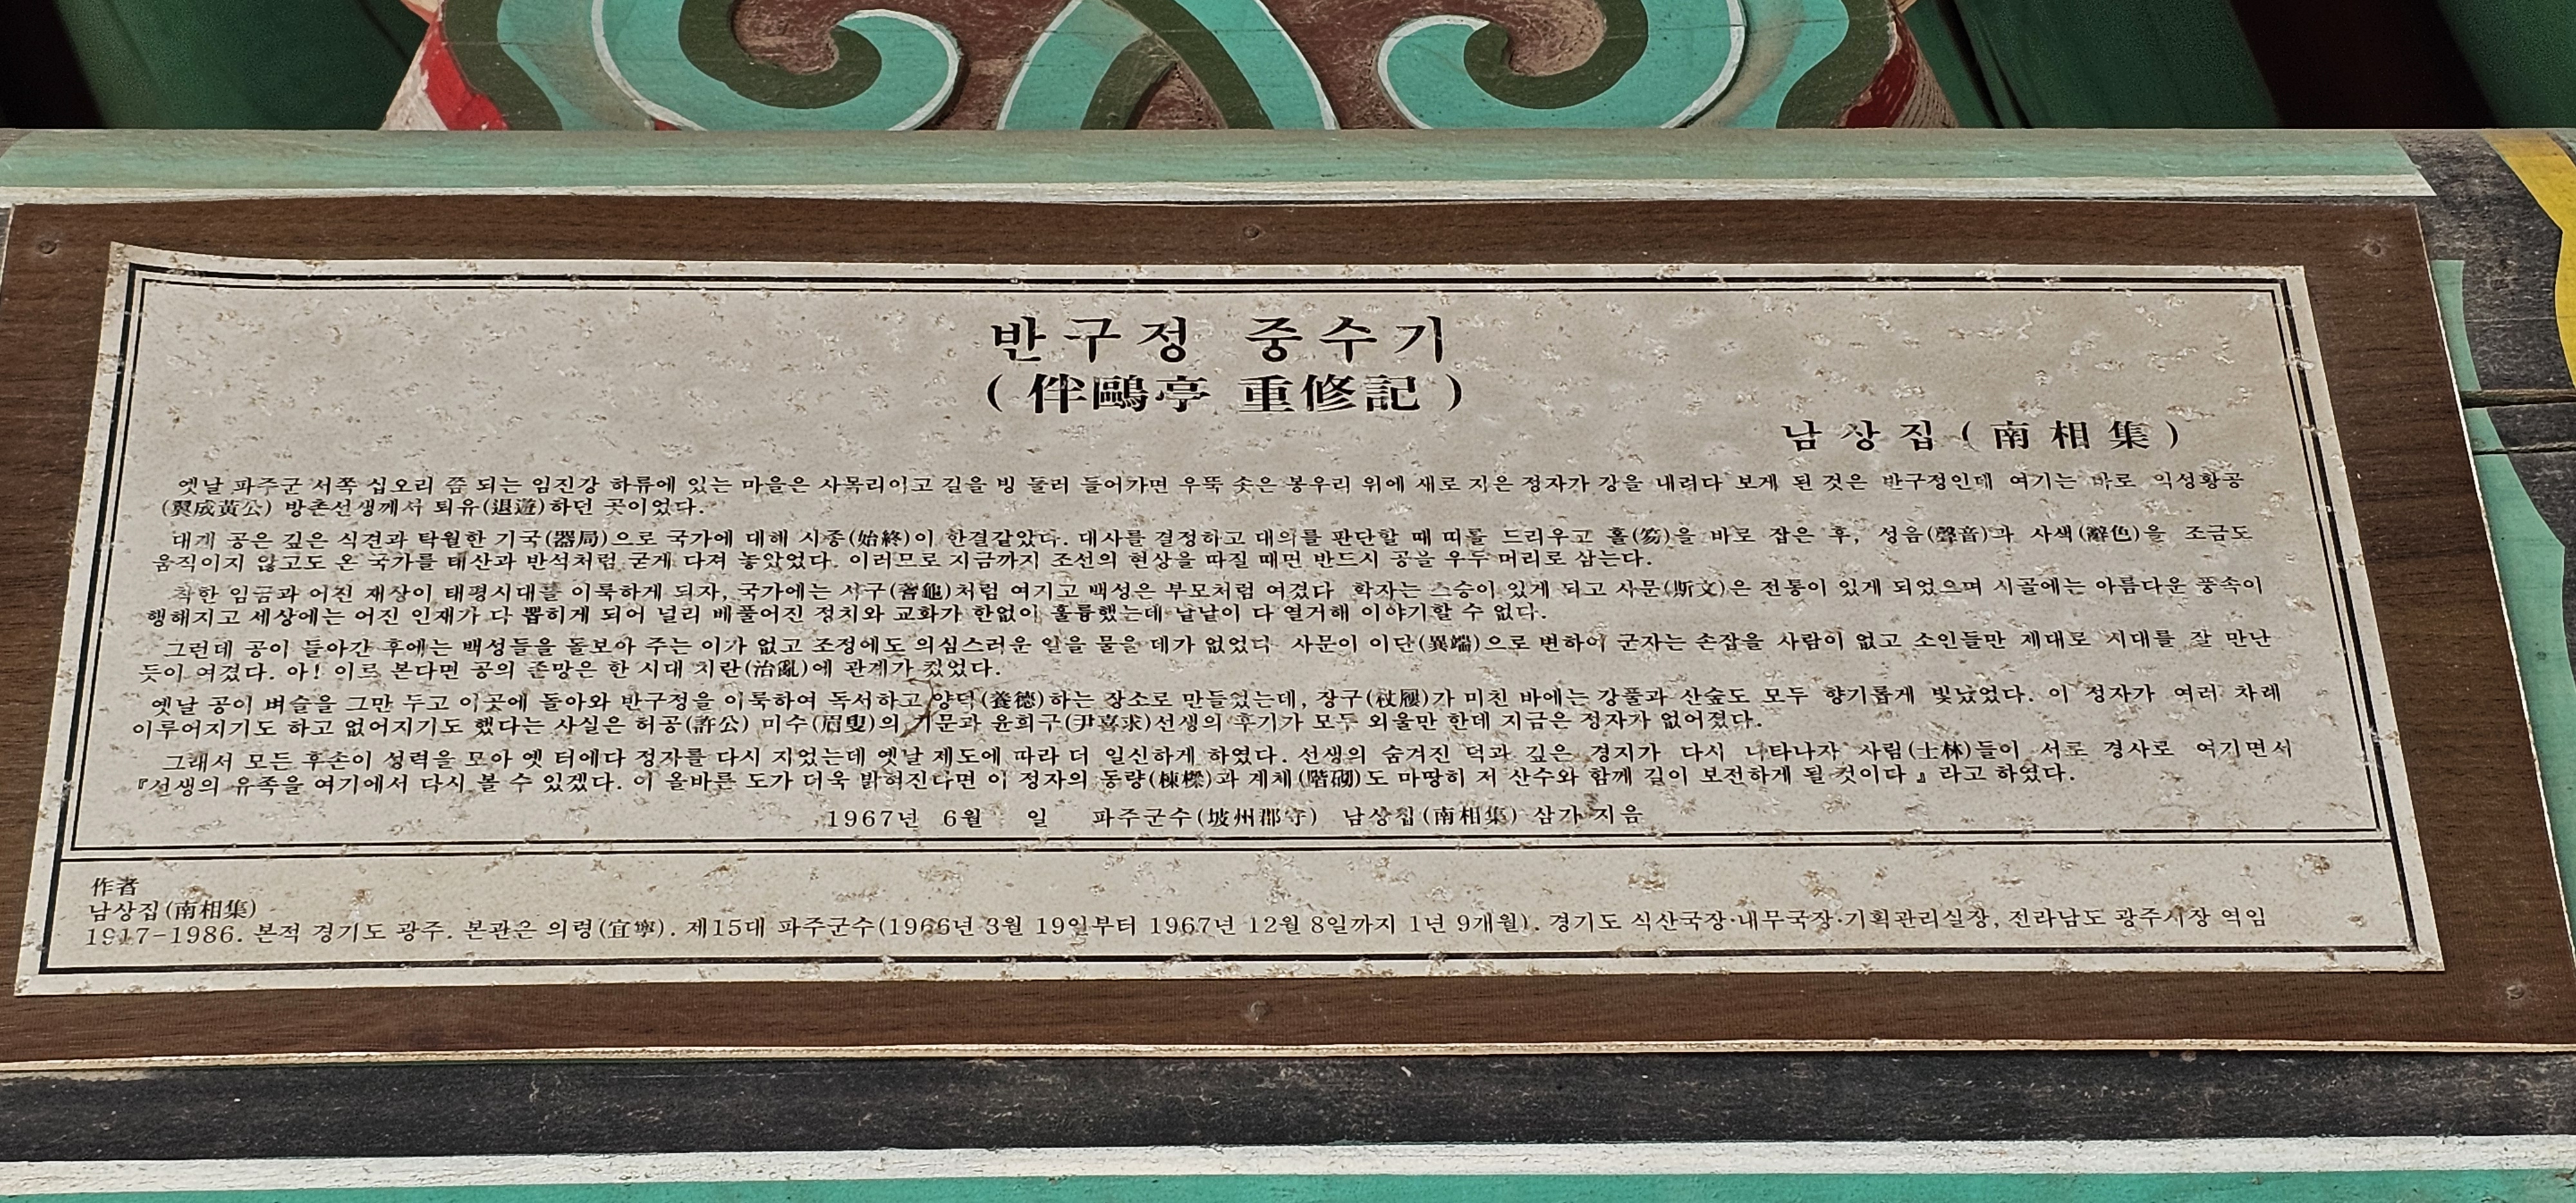 반구정 중수기
(伴鷗亭 重修記)
남상집(南相集)
옛날 파주군 서쪽 십오리 쯤 되는 임진강 하류에 있는 마을은 사목리이고 길을 빙 둘러 들어가면 우뚝 솟은 봉우리 위에 새로 지은 정자가 강을 내려다 보게 된 것은 반구정인데 여기는 바로 익성황공
(翼成黃公) 방촌선생께서 퇴유(退遊)하던 곳이었다.
대게 공은 깊은 식견과 탁월한 기국(器局)으로 국가에 대해 시종(始終)이 한결같았다. 대사를 결정하고 대의를 판단할 때 띠를 드리우고 홀(笏)을 바로 잡은 후, 성음(聲音)과 사색(辭色)을 조금도
움직이지 않고도 온 국가를 태산과 반석처럼 굳게 다져 놓았었다. 이러므로 지금까지 조선의 현상을 따질 때면 반드시 공을 우두머리로 삼는다.
착한 임금과 어진 재상이 태평시대를 이룩하게 되자, 국가에는 서구(蓍龜)처럼 여기고 백성은 부모처럼 여겼다 학자는 스승이 있게 되고 사문(斯文)은 전통이 있게 되었으며 시골에는 아름다운 풍속이
행해지고 세상에는 어진 인재가 다 뽑히게 되어 널리 베풀어진 정치와 교화가 한없이 훌륭했는데 낱낱이 다 열거해 이야기할 수 없다.
그런데 공이 돌아간 후에는 백성들을 돌보아 주는 이가 없고 조정에도 의심스러운 일을 물을 데가 없었다 사문이 이단(異端)으로 변하여 군자는 손잡을 사람이 없고 소인들만 제대로 시대를 잘 만난
듯이 여겼다. 아! 이로 본다면 공의 존망은 한 시대 치란(治亂)에 관계가 컸었다.
옛날 공이 벼슬을 그만 두고 이곳에 돌아와 반구정을 이룩하여 독서하고 양덕(養德)하는 장소로 만들었는데, 장구(杖屨)가 미친 바에는 강풀과 산숲도 모두 향기롭게 빛났었다. 이 정자가 여러 차례
이루어지기도 하고 없어지기도 했다는 사실은 허공(許公) 미수(眉叟)의 기문과 윤희구(尹喜求)선생의 후기가 모두 외울만 한데 지금은 정자가 없어졌다.
그래서 모든 후손이 성력을 모아 옛 터에다 정자를 다시 지었는데 옛날 제도에 따라 더 일신하게 하였다. 선생의 숨겨진 덕과 깊은 경지가 다시 나타나자 사림(士林)들이 서로 경사로 여기면서
『선생의 유족을 여기에서 다시 볼 수 있겠다. 이 올바른 도가 더욱 밝혀진다면 이 정자의 동량(棟樑)과 계체(階砌)도 마땅히 저 산수와 함께 길이 보전하게 될 것이다』라고 하였다.
1967년 6월 일 파주군수(坡州郡守) 남상집(南相集) 삼가 지음
作者
남상집(南相集)
1917-1986. 본적 경기도 광주. 본관은 의령(宜寧). 제15대 파주군수(1966년 3월 19일부터 1967년 12월 8일까지 1년 9개월). 경기도 식산국장·내무국장·기획관리실장, 전라남도 광주시장 역임